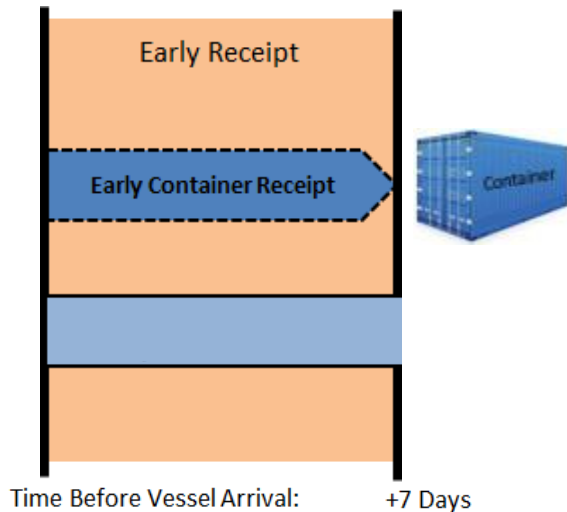 Early Receipt
Early Container Receipt
Container
Time Before Vessel Arrival: +7 Days